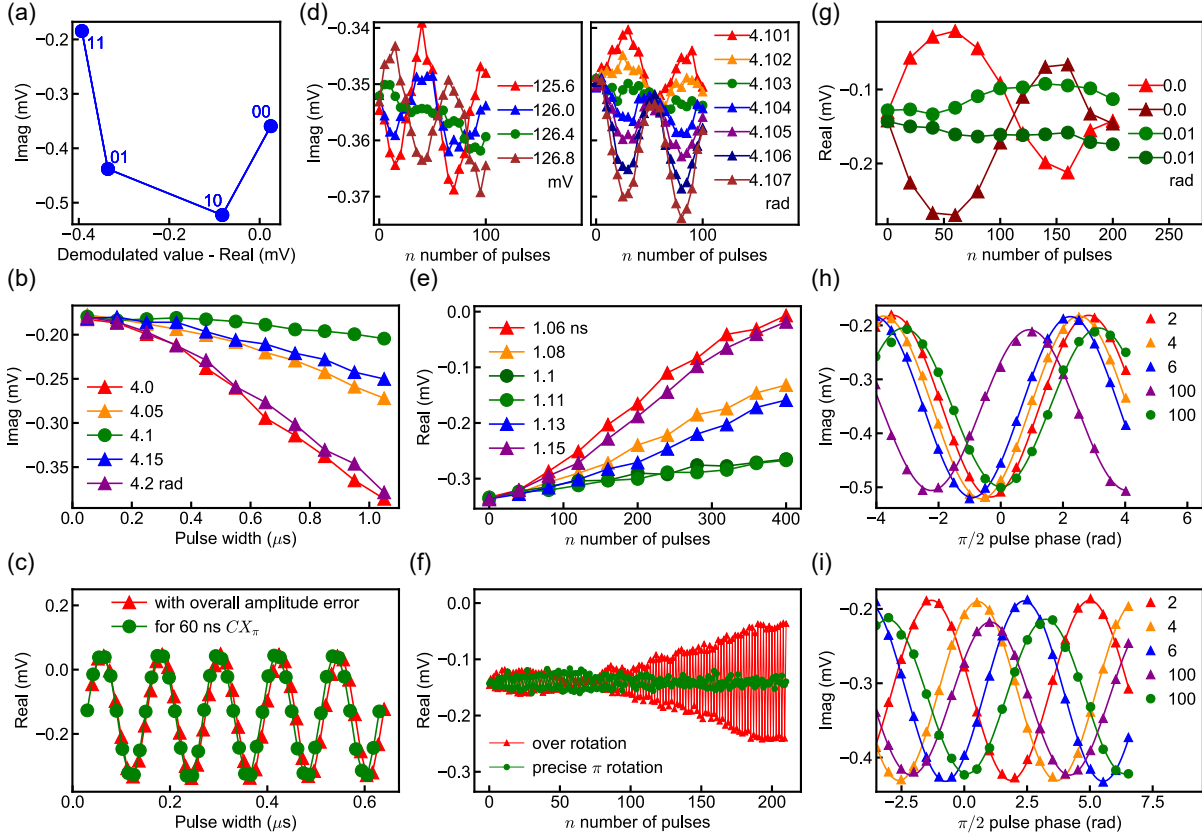 (a)
−0.2
−0.3
−0.4
−0.5
Imag (mV)
11
01
10
00
−0.4 −0.2 0.0
Demodulated value - Real (mV)
(d)
−0.34
−0.35
−0.36
−0.37
Imag (mV)
125.6
126.0
126.4
126.8
mV
0 100
n number of pulses
4.101
4.102
4.103
4.104
4.105
4.106
4.107
rad
0 100
n number of pulses
(g)
−0.1
−0.2
Real (mV)
0.0
0.0
0.01
0.01
rad
0 50 100 150 200 250
n number of pulses
(b)
−0.20
−0.25
−0.30
−0.35
Imag (mV)
4.0
4.05
4.1
4.15
4.2 rad
0.0 0.2 0.4 0.6 0.8 1.0
Pulse width (μs)
(e)
0.0
−0.1
−0.2
−0.3
Real (mV)
1.06 ns
1.08
1.1
1.11
1.13
1.15
0 100 200 300 400
n number of pulses
(h)
−0.2
−0.3
−0.4
−0.5
Imag (mV)
2
4
6
100
100
−4 −2 0 2 4 6
π/2 pulse phase (rad)
(c)
0.2
0.0
−0.2
Real (mV)
with overall amplitude error
for 60 ns CXπ
0.0 0.2 0.4 0.6
Pulse width (μs)
(f)
0.0
−0.1
−0.2
−0.3
Real (mV)
over rotation
precise π rotation
0 50 100 150 200
n number of pulses
(i)
−0.2
−0.3
−0.4
Imag (mV)
2
4
6
100
100
−2.5 0.0 2.5 5.0 7.5
π/2 pulse phase (rad)